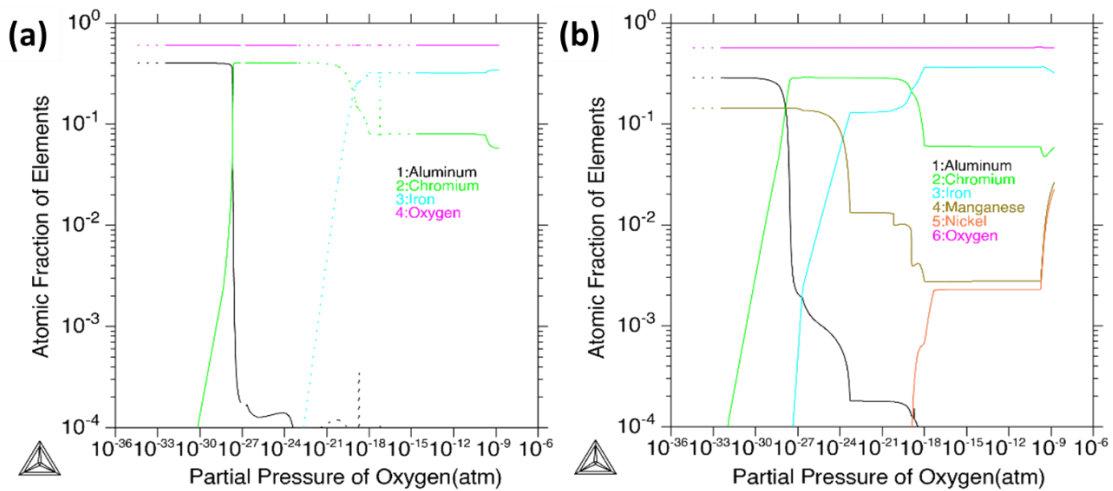 (a)
Atomic Fraction of Elements
10⁰
10⁻¹
10⁻²
10⁻³
10⁻⁴
1:Aluminum
2:Chromium
3:Iron
4:Oxygen
10⁻³⁶ 10⁻³³ 10⁻³⁰ 10⁻²⁷ 10⁻²⁴ 10⁻²¹ 10⁻¹⁸ 10⁻¹⁵ 10⁻¹² 10⁻⁹ 10⁻⁶
Partial Pressure of Oxygen(atm)
(b)
Atomic Fraction of Elements
10⁰
10⁻¹
10⁻²
10⁻³
10⁻⁴
1:Aluminum
2:Chromium
3:Iron
4:Manganese
5:Nickel
6:Oxygen
10⁻³⁶ 10⁻³³ 10⁻³⁰ 10⁻²⁷ 10⁻²⁴ 10⁻²¹ 10⁻¹⁸ 10⁻¹⁵ 10⁻¹² 10⁻⁹ 10⁻⁶
Partial Pressure of Oxygen(atm)